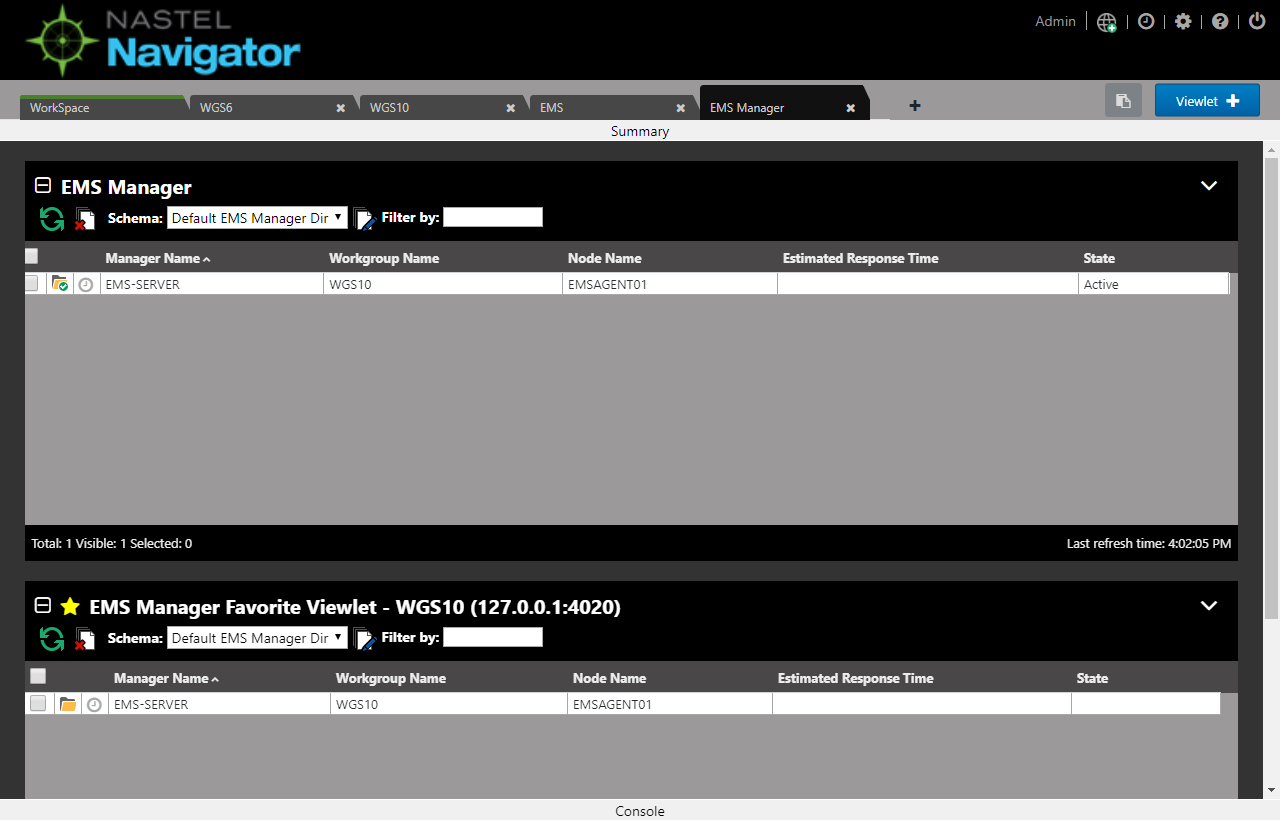 NASTEL
Navigator
Admin
WorkSpace WGS6 WGS10 EMS EMS Manager Viewlet
Summary
EMS Manager
Schema: Default EMS Manager Dir Filter by:
Manager Name Workgroup Name Node Name Estimated Response Time State
EMS-SERVER WGS10 EMSAGENT01 Active
Total: 1 Visible: 1 Selected: 0 Last refresh time: 4:02:05 PM
EMS Manager Favorite Viewlet - WGS10 (127.0.0.1:4020)
Schema: Default EMS Manager Dir Filter by:
Manager Name Workgroup Name Node Name Estimated Response Time State
EMS-SERVER WGS10 EMSAGENT01
Console